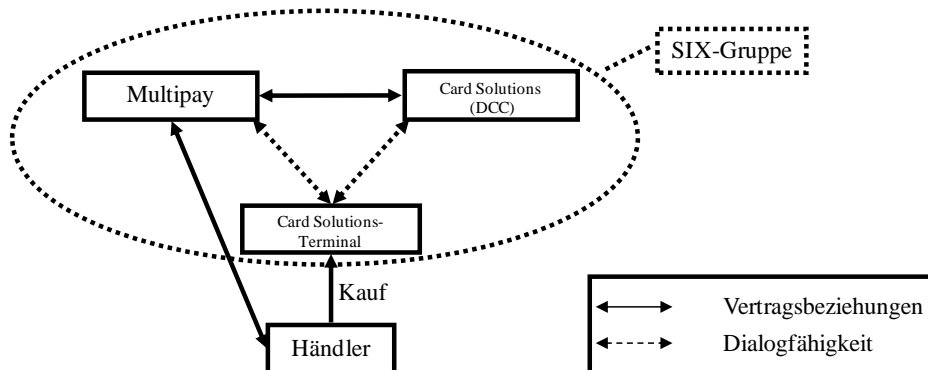 SIX-Gruppe
Multipay
Card Solutions
(DCC)
Card Solutions-
Terminal
Kauf
Händler
Vertragsbeziehungen
Dialogfähigkeit